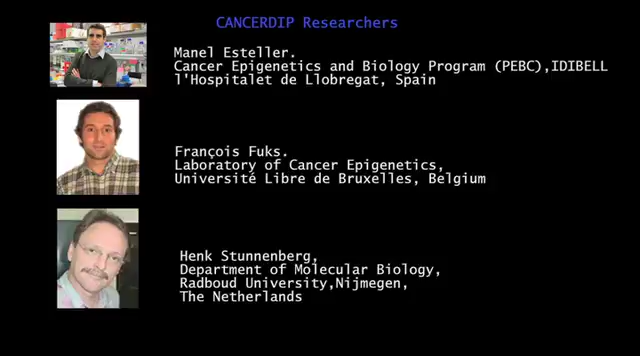 CANCERDIP Researchers
Manel Esteller.
Cancer Epigenetics and Biology Program (PEBC),IDIBELL
l'Hospitalet de Llobregat, Spain
François Fuks.
Laboratory of Cancer Epigenetics,
Université Libre de Bruxelles, Belgium
Henk Stunnenberg,
Department of Molecular Biology,
Radboud University,Nijmegen,
The Netherlands